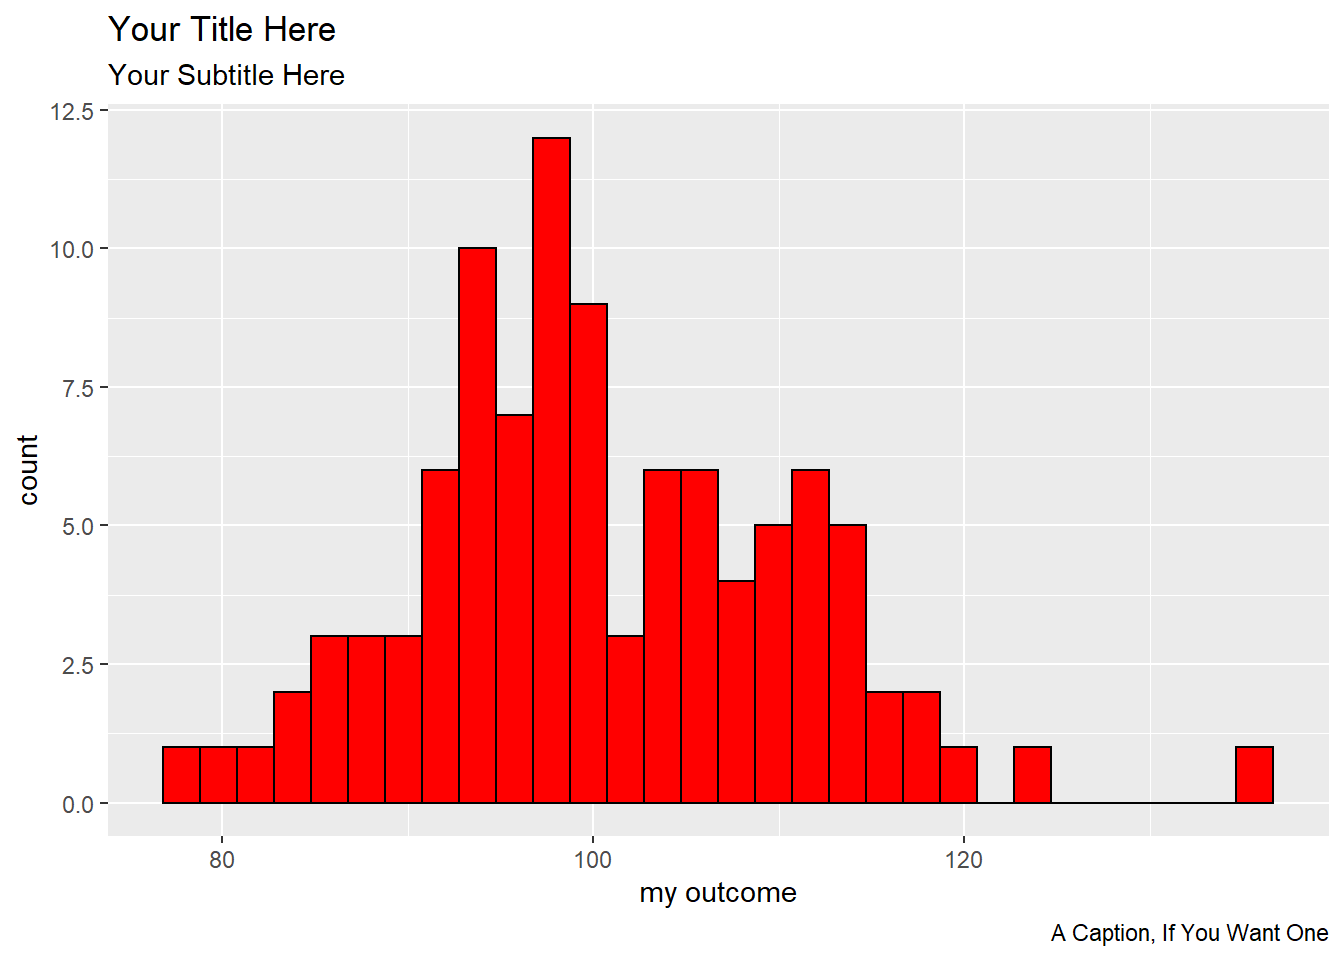 Your Title Here
Your Subtitle Here
12.5
10.0
7.5
5.0
2.5
0.0
count
80 100 120
my outcome
A Caption, If You Want One